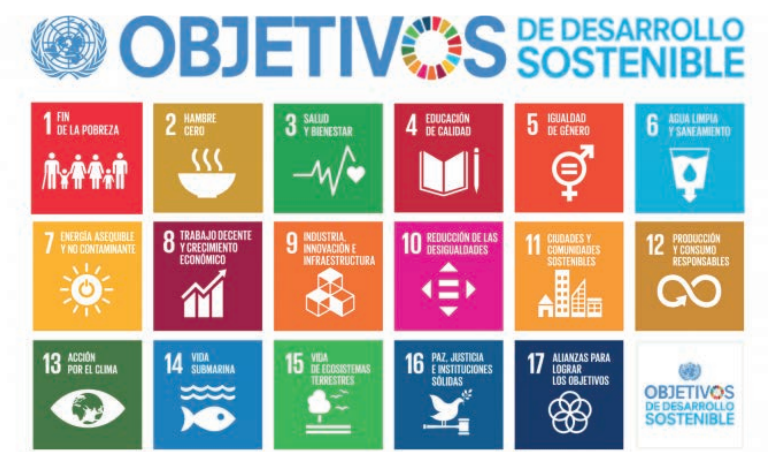 OBJETIVOS DE DESARROLLO
SOSTENIBLE
1 FIN
DE LA POBREZA
2 HAMBRE
CERO
3 SALUD
Y BIENESTAR
4 EDUCACIÓN
DE CALIDAD
5 IGUALDAD
DE GÉNERO
6 AGUA LIMPIA
Y SANEAMIENTO
7 ENERGÍA ASEQUIBLE
Y NO CONTAMINANTE
8 TRABAJO DECENTE
Y CRECIMIENTO
ECONÓMICO
9 INDUSTRIA,
INNOVACIÓN E
INFRAESTRUCTURA
10 REDUCCIÓN DE LAS
DESIGUALDADES
11 CIUDADES Y
COMUNIDADES
SOSTENIBLES
12 PRODUCCIÓN
Y CONSUMO
RESPONSABLES
13 ACCIÓN
POR EL CLIMA
14 VIDA
SUBMARINA
15 VIDA
DE ECOSISTEMAS
TERRESTRES
16 PAZ, JUSTICIA
E INSTITUCIONES
SÓLIDAS
17 ALIANZAS PARA
LOGRAR
LOS OBJETIVOS
OBJETIVOS
DE DESARROLLO
SOSTENIBLE